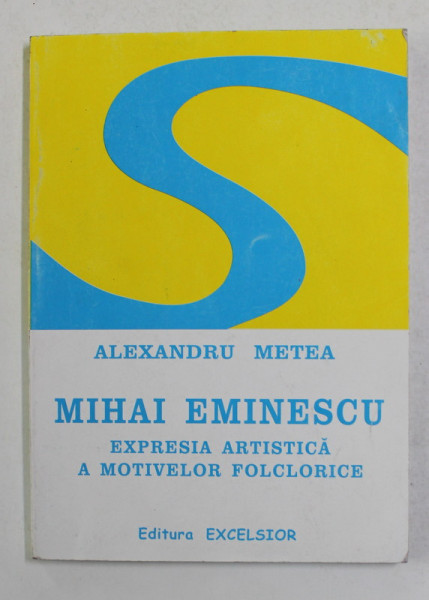 ALEXANDRU METEA
MIHAI EMINESCU
EXPRESIA ARTISTICĂ
A MOTIVELOR FOLCLORICE
Editura EXCELSIOR